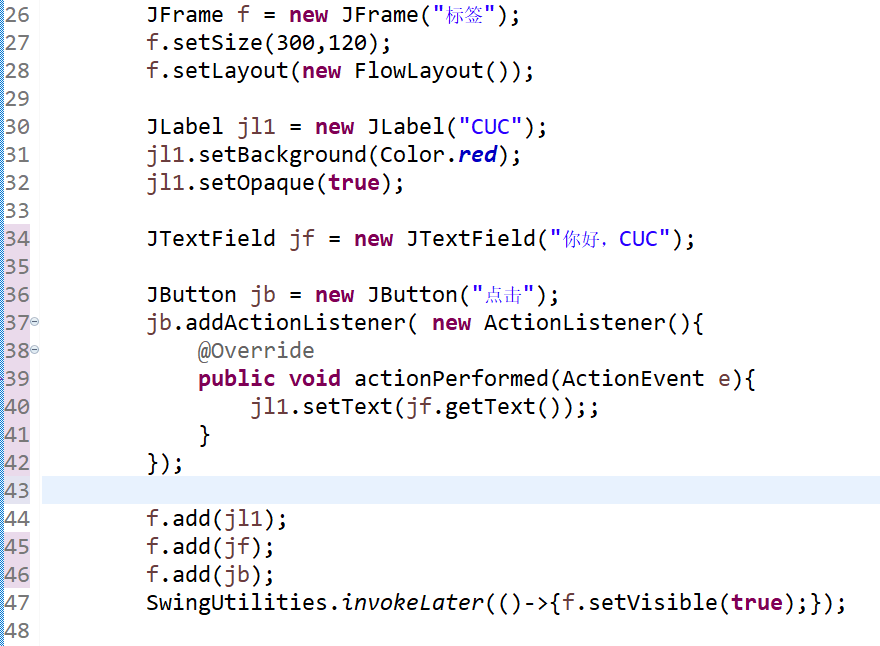 26 JFrame f = new JFrame("标签");
27 f.setSize(300,120);
28 f.setLayout(new FlowLayout());
29
30 JLabel jl1 = new JLabel("CUC");
31 jl1.setBackground(Color.red);
32 jl1.setOpaque(true);
33
34 JTextField jf = new JTextField("你好，CUC");
35
36 JButton jb = new JButton("点击");
37 jb.addActionListener( new ActionListener(){
38 @Override
39 public void actionPerformed(ActionEvent e){
40 jl1.setText(jf.getText());;
41 }
42 });
43
44 f.add(jl1);
45 f.add(jf);
46 f.add(jb);
47 SwingUtilities.invokeLater(()->{f.setVisible(true);});
48